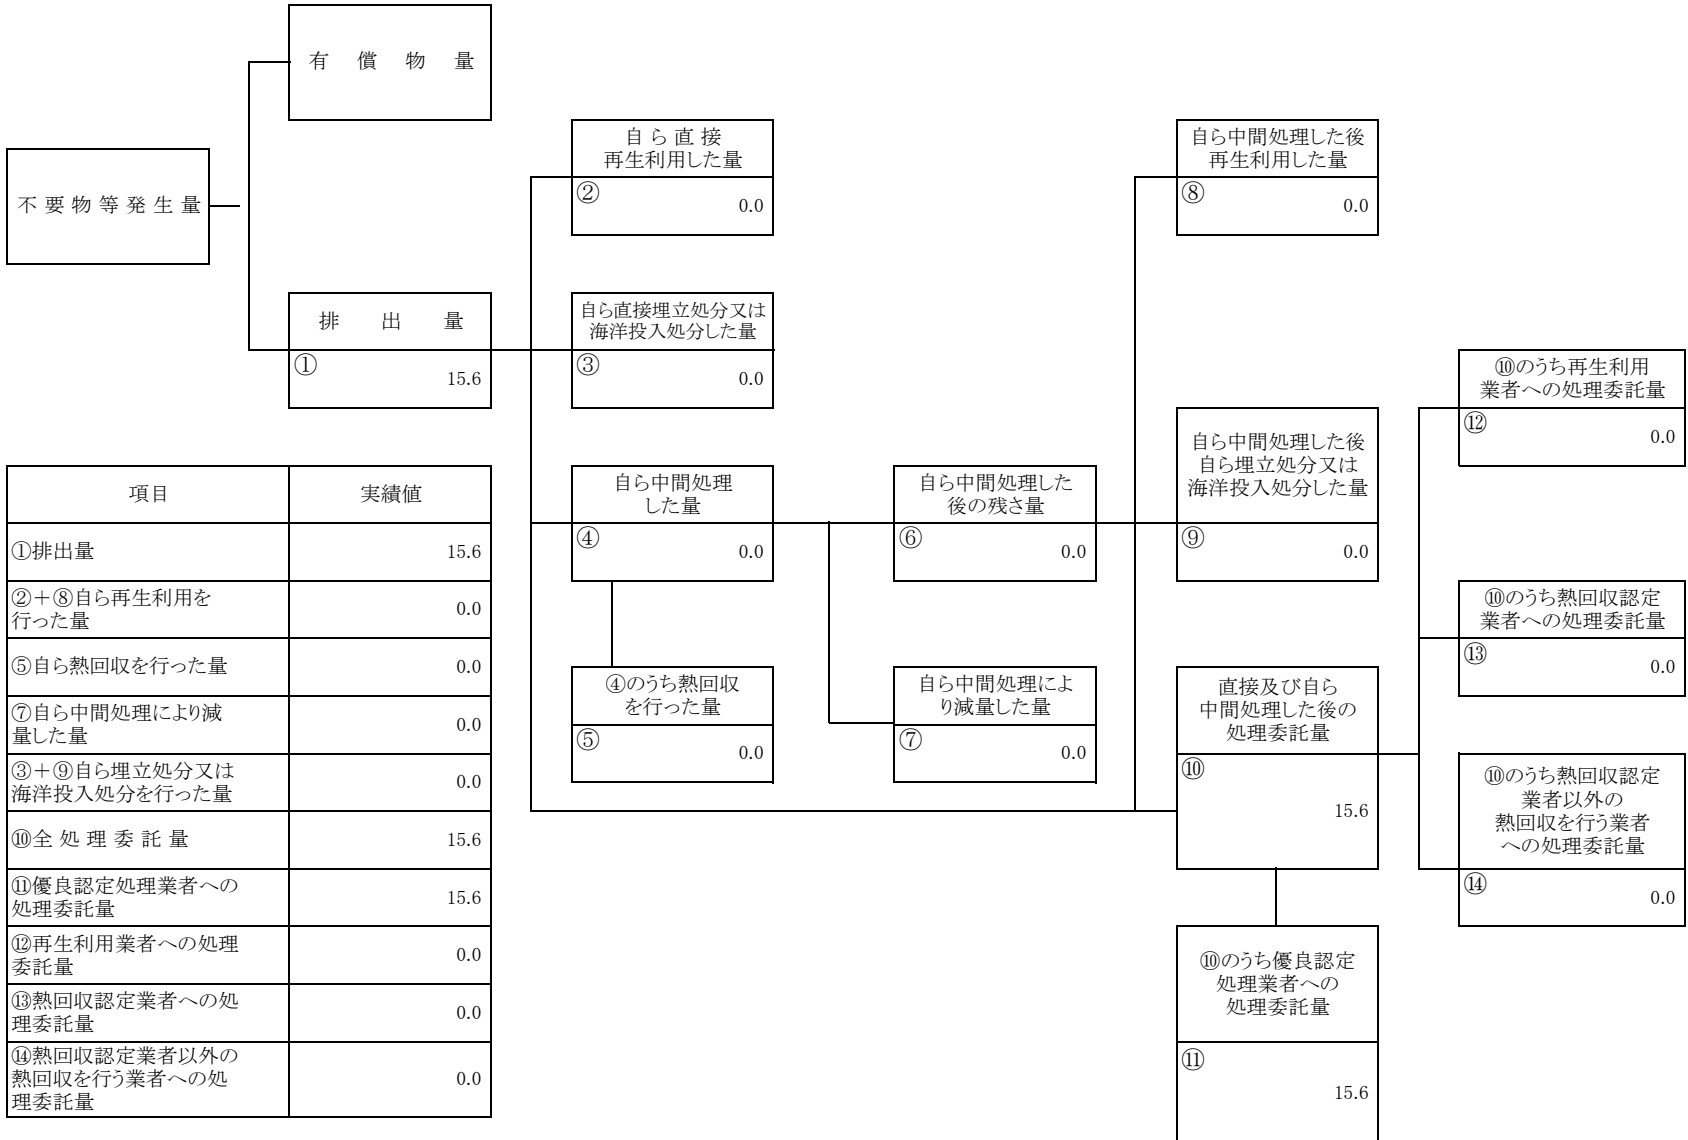 有償物量
不要物等発生量
排出量
①
15.6
自ら直接
再生利用した量
②
0.0
自ら直接埋立処分又は
海洋投入処分した量
③
0.0
自ら中間処理
した量
④
0.0
④のうち熱回収
を行った量
⑤
0.0
自ら中間処理した
後の残さ量
⑥
0.0
自ら中間処理によ
り減量した量
⑦
0.0
自ら中間処理した後
再生利用した量
⑧
0.0
自ら中間処理した後
自ら埋立処分又は
海洋投入処分した量
⑨
0.0
直接及び自ら
中間処理した後の
処理委託量
⑩
15.6
⑩のうち優良認定
処理業者への
処理委託量
⑪
15.6
⑩のうち再生利用
業者への処理委託量
⑫
0.0
⑩のうち熱回収認定
業者への処理委託量
⑬
0.0
⑩のうち熱回収認定
業者以外の
熱回収を行う業者
への処理委託量
⑭
0.0
項目 実績値
①排出量 15.6
②＋⑧自ら再生利用を
行った量 0.0
⑤自ら熱回収を行った量 0.0
⑦自ら中間処理により減
量した量 0.0
③＋⑨自ら埋立処分又は
海洋投入処分を行った量 0.0
⑩全処理委託量 15.6
⑪優良認定処理業者への
処理委託量 15.6
⑫再生利用業者への処理
委託量 0.0
⑬熱回収認定業者への処
理委託量 0.0
⑭熱回収認定業者以外の
熱回収を行う業者への処
理委託量 0.0